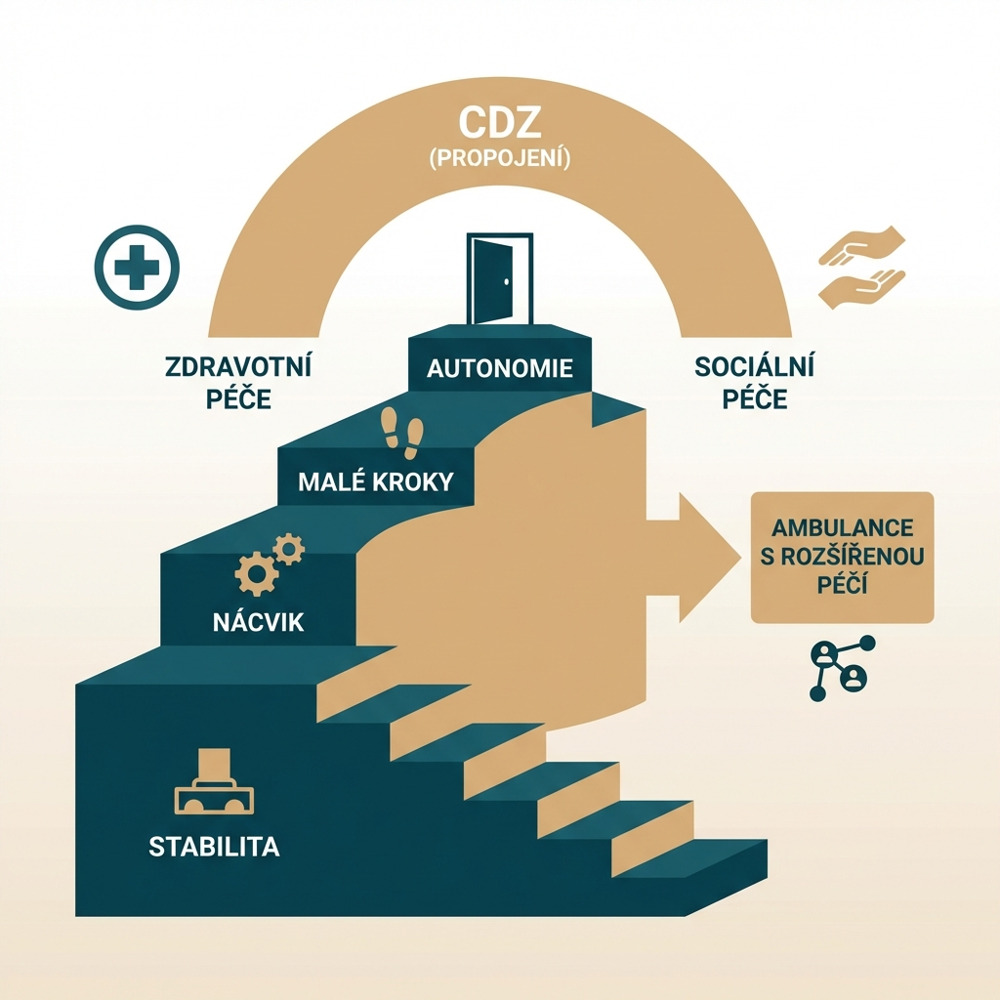 CDZ
(PROPOJENÍ)
ZDRAVOTNÍ
PÉČE
SOCIÁLNÍ
PÉČE
AUTONOMIE
MALÉ KROKY
NÁCVIK
STABILITA
AMBULANCE
S ROZŠÍŘENOU
PÉČÍ